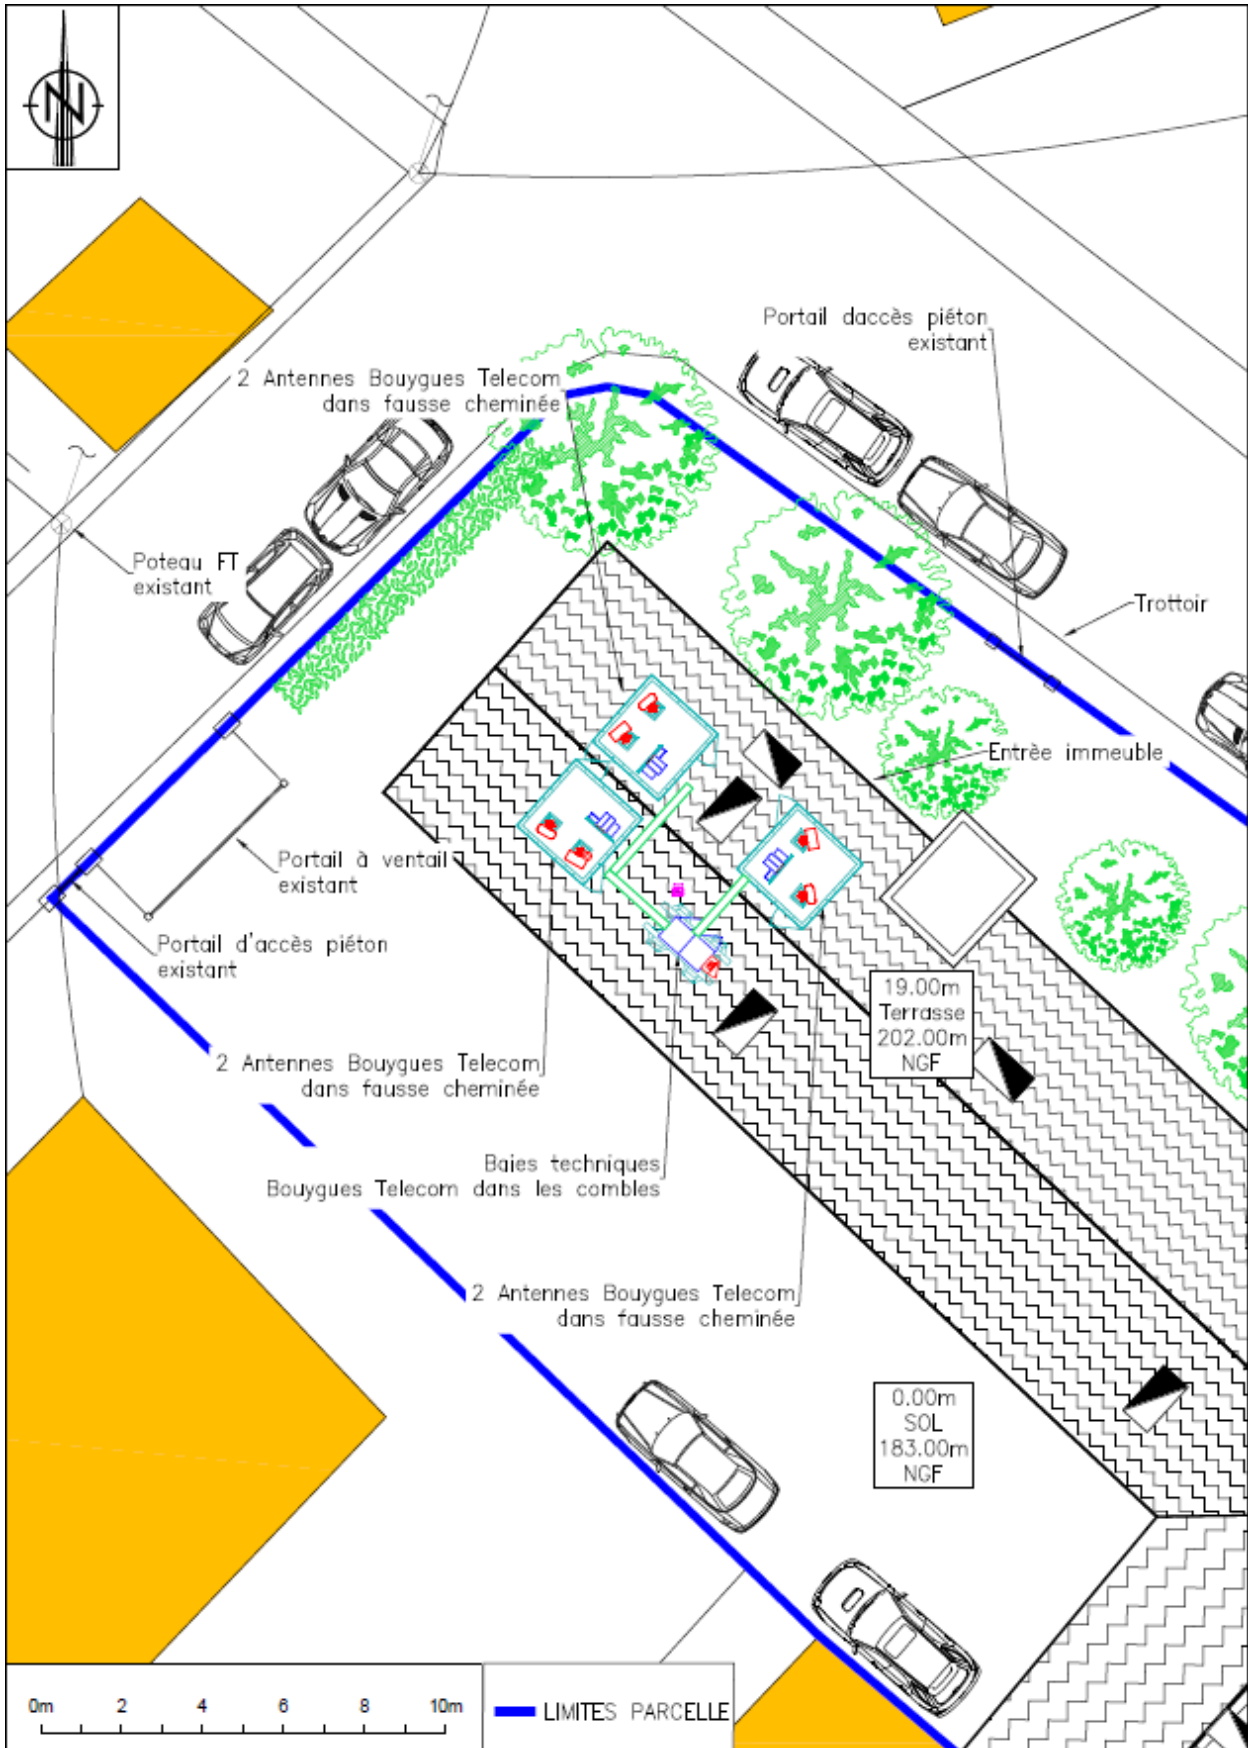 N
Portail daccès piéton
existant
2 Antennes Bouygues Telecom
dans fausse cheminée
Poteau FT
existant
Trottoir
Entrèe immeuble
Portail à ventail
existant
Portail d'accès piéton
existant
19.00m
Terrasse
202.00m
NGF
2 Antennes Bouygues Telecom
dans fausse cheminée
Baies techniques
Bouygues Telecom dans les combles
2 Antennes Bouygues Telecom
dans fausse cheminée
0.00m
SOL
183.00m
NGF
0m 2 4 6 8 10m
LIMITES PARCELLE